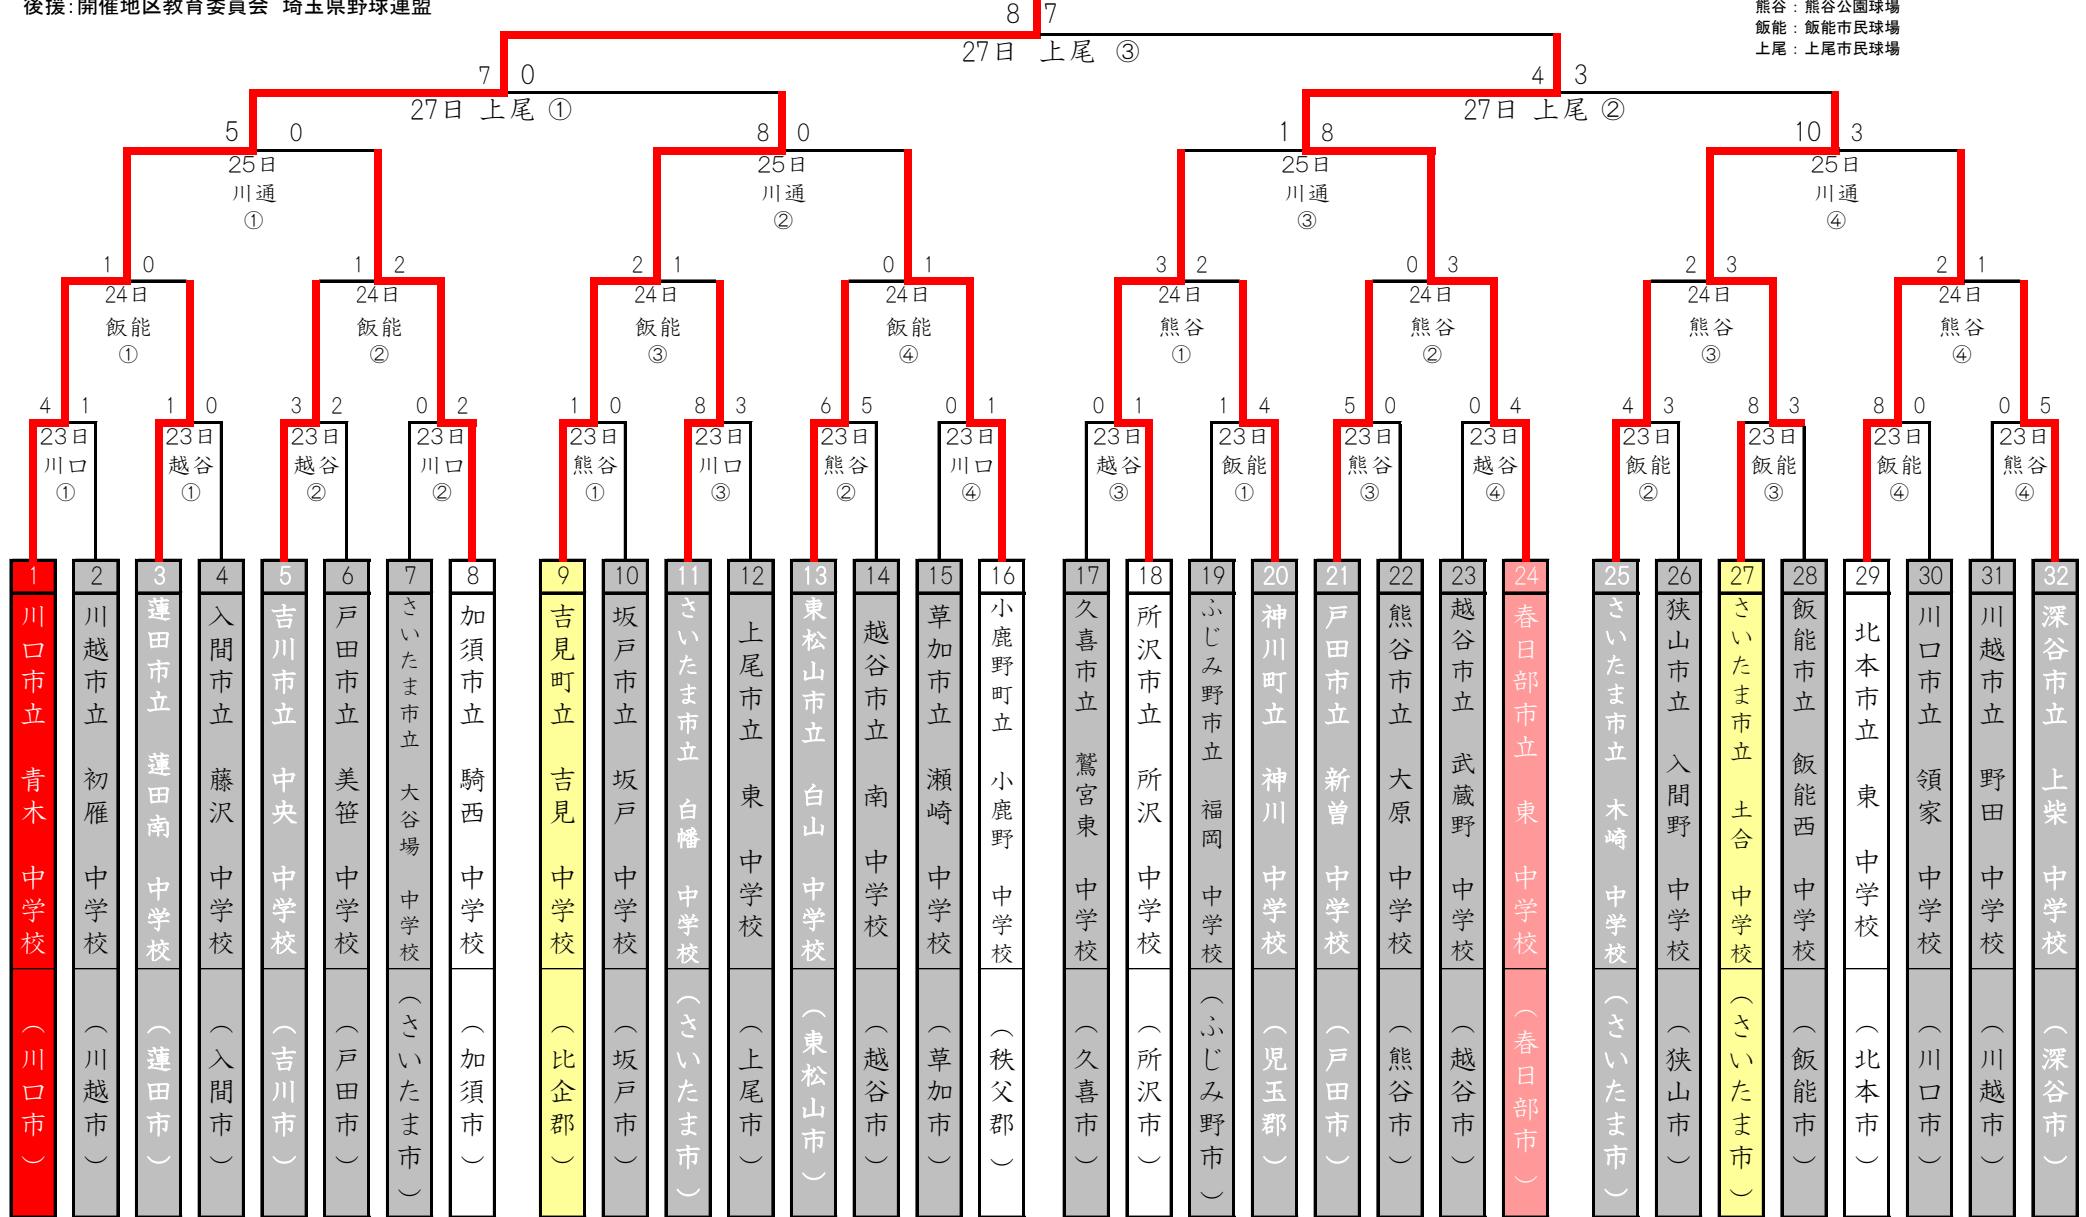 後援：開催地区教育委員会 埼玉県野球連盟
熊谷：熊谷公園球場
飯能：飯能市民球場
上尾：上尾市民球場
8 7
27日 上尾 ③
7 0
27日 上尾 ①
4 3
27日 上尾 ②
5 0
25日
川通
①
8 0
25日
川通
②
1 8
25日
川通
③
10 3
25日
川通
④
1 0
24日
飯能
①
1 2
24日
飯能
②
2 1
24日
飯能
③
0 1
24日
飯能
④
3 2
24日
熊谷
①
0 3
24日
熊谷
②
2 3
24日
熊谷
③
2 1
24日
熊谷
④
4 1
23日
川口
①
1 0
23日
越谷
①
3 2
23日
越谷
②
0 2
23日
川口
②
1 0
23日
熊谷
①
8 3
23日
川口
③
6 5
23日
熊谷
②
0 1
23日
川口
④
0 1
23日
越谷
③
1 4
23日
飯能
①
5 0
23日
熊谷
③
0 4
23日
越谷
④
4 3
23日
飯能
②
8 3
23日
飯能
③
8 0
23日
飯能
④
0 5
23日
熊谷
④
1 川口市立 青木 中学校 （川口市）
2 川越市立 初雁 中学校 （川越市）
3 蓮田市立 蓮田南 中学校 （蓮田市）
4 入間市立 藤沢 中学校 （入間市）
5 吉川市立 中央 中学校 （吉川市）
6 戸田市立 美笹 中学校 （戸田市）
7 さいたま市立 大谷場 中学校 （さいたま市）
8 加須市立 騎西 中学校 （加須市）
9 吉見町立 吉見 中学校 （比企郡）
10 坂戸市立 坂戸 中学校 （坂戸市）
11 さいたま市立 白幡 中学校 （さいたま市）
12 上尾市立 東 中学校 （上尾市）
13 東松山市立 白山 中学校 （東松山市）
14 越谷市立 南 中学校 （越谷市）
15 草加市立 瀬崎 中学校 （草加市）
16 小鹿野町立 小鹿野 中学校 （秩父郡）
17 久喜市立 鷲宮東 中学校 （久喜市）
18 所沢市立 所沢 中学校 （所沢市）
19 ふじみ野市立 福岡 中学校 （ふじみ野市）
20 神川町立 神川 中学校 （児玉郡）
21 戸田市立 新曽 中学校 （戸田市）
22 熊谷市立 大原 中学校 （熊谷市）
23 越谷市立 武蔵野 中学校 （越谷市）
24 春日部市立 東 中学校 （春日部市）
25 さいたま市立 木崎 中学校 （さいたま市）
26 狭山市立 入間野 中学校 （狭山市）
27 さいたま市立 土合 中学校 （さいたま市）
28 飯能市立 飯能西 中学校 （飯能市）
29 北本市立 東 中学校 （北本市）
30 川口市立 領家 中学校 （川口市）
31 川越市立 野田 中学校 （川越市）
32 深谷市立 上柴 中学校 （深谷市）